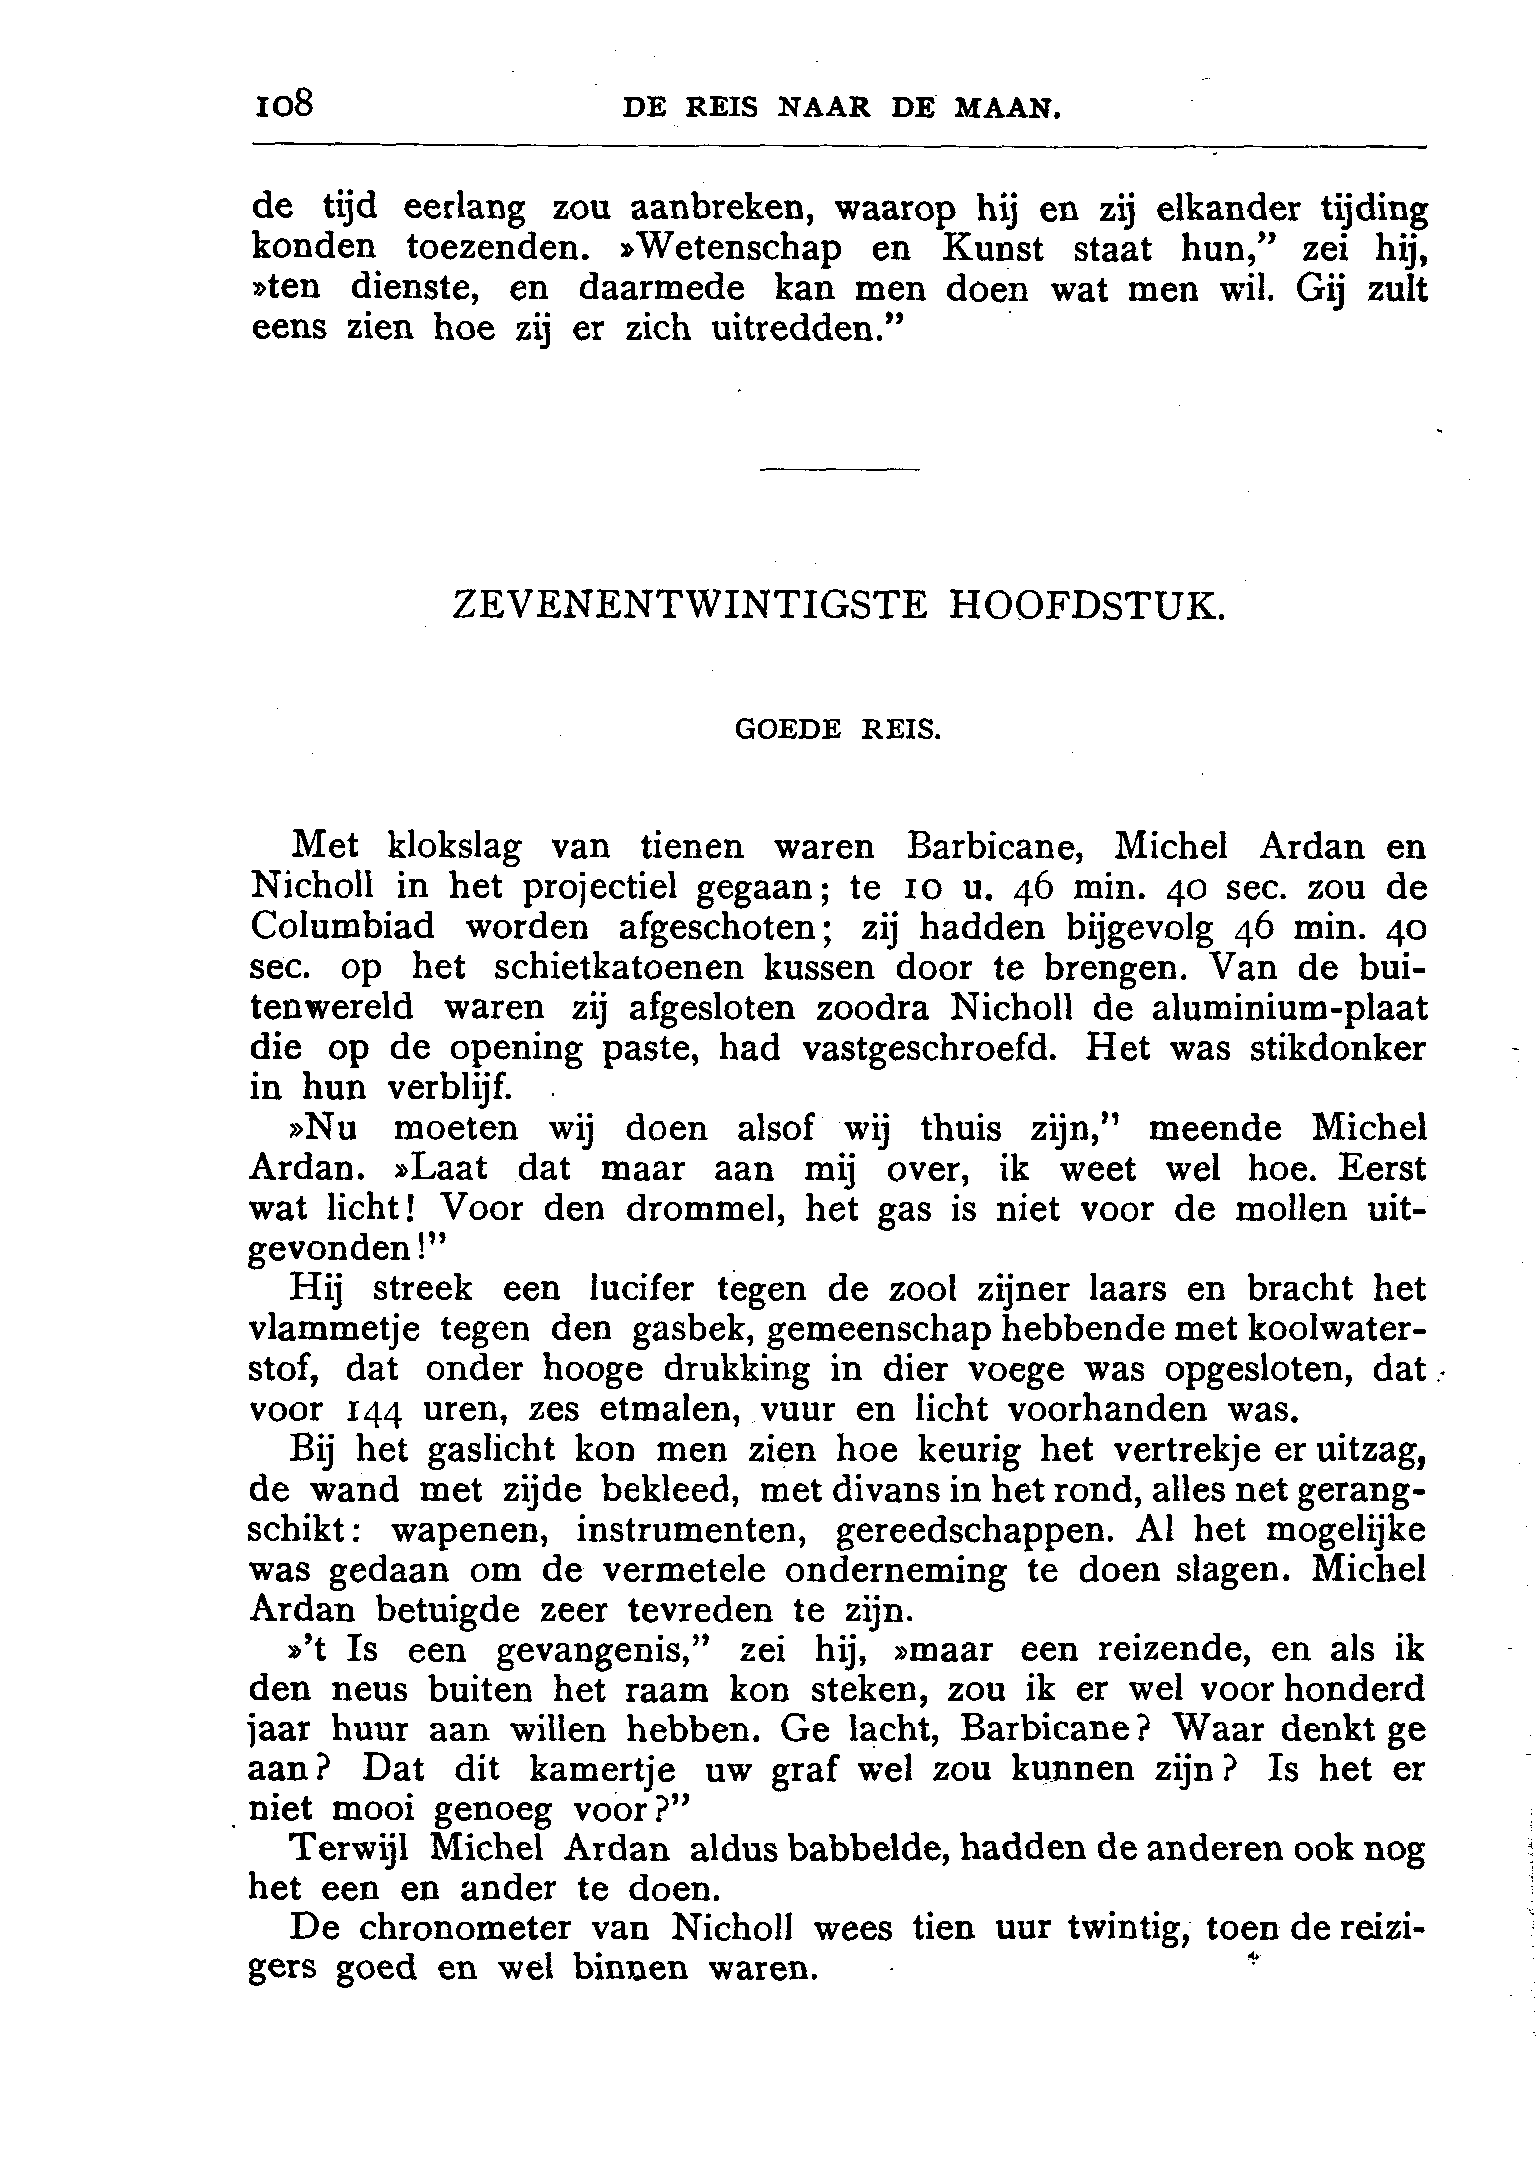 108 DE REIS NAAR DE MAAN.
de tijd eerlang zou aanbreken, waarop hij en zij elkander tijding
konden toezenden. »Wetenschap en Kunst staat hun,” zei hij,
»ten dienste, en daarmede kan men doen wat men wil. Gij zult
eens zien hoe zij er zich uitredden.”
ZEVENENTWINTIGSTE HOOFDSTUK.
GOEDE REIS.
Met klokslag van tienen waren Barbicane, Michel Ardan en
Nicholl in het projectiel gegaan; te 10 u. 46 min. 40 sec. zou de
Columbiad worden afgeschoten; zij hadden bijgevolg 46 min. 40
sec. op het schietkatoenen kussen door te brengen. Van de bui-
tenwereld waren zij afgesloten zoodra Nicholl de aluminium-plaat
die op de opening paste, had vastgeschroefd. Het was stikdonker
in hun verblijf.
»Nu moeten wij doen alsof wij thuis zijn,” meende Michel
Ardan. »Laat dat maar aan mij over, ik weet wel hoe. Eerst
wat licht! Voor den drommel, het gas is niet voor de mollen uit-
gevonden!”
Hij streek een lucifer tegen de zool zijner laars en bracht het
vlammetje tegen den gasbek, gemeenschap hebbende met koolwater-
stof, dat onder hooge drukking in dier voege was opgesloten, dat
voor 144 uren, zes etmalen, vuur en licht voorhanden was.
Bij het gaslicht kon men zien hoe keurig het vertrekje er uitzag,
de wand met zijde bekleed, met divans in het rond, alles net gerang-
schikt: wapenen, instrumenten, gereedschappen. Al het mogelijke
was gedaan om de vermetele onderneming te doen slagen. Michel
Ardan betuigde zeer tevreden te zijn.
»'t Is een gevangenis,” zei hij, »maar een reizende, en als ik
den neus buiten het raam kon steken, zou ik er wel voor honderd
jaar huur aan willen hebben. Ge lacht, Barbicane? Waar denkt ge
aan? Dat dit kamertje uw graf wel zou kunnen zijn? Is het er
niet mooi genoeg voor?”
Terwijl Michel Ardan aldus babbelde, hadden de anderen ook nog
het een en ander te doen.
De chronometer van Nicholl wees tien uur twintig, toen de reizi-
gers goed en wel binnen waren.